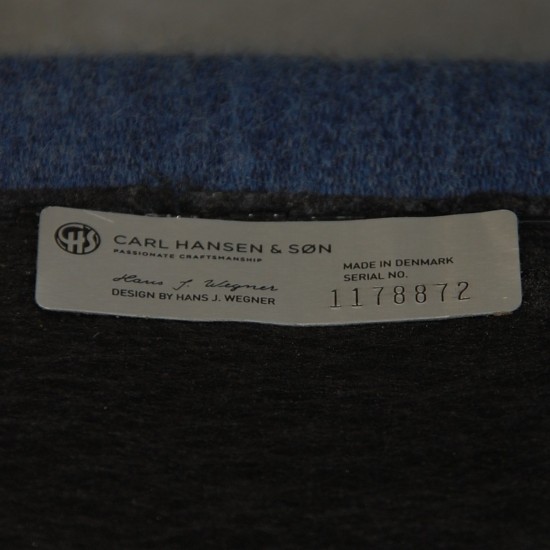 CHS CARL HANSEN & SØN
PASSIONATE CRAFTSMANSHIP
Hans J. Wegner
DESIGN BY HANS J. WEGNER
MADE IN DENMARK
SERIAL NO.
1178872